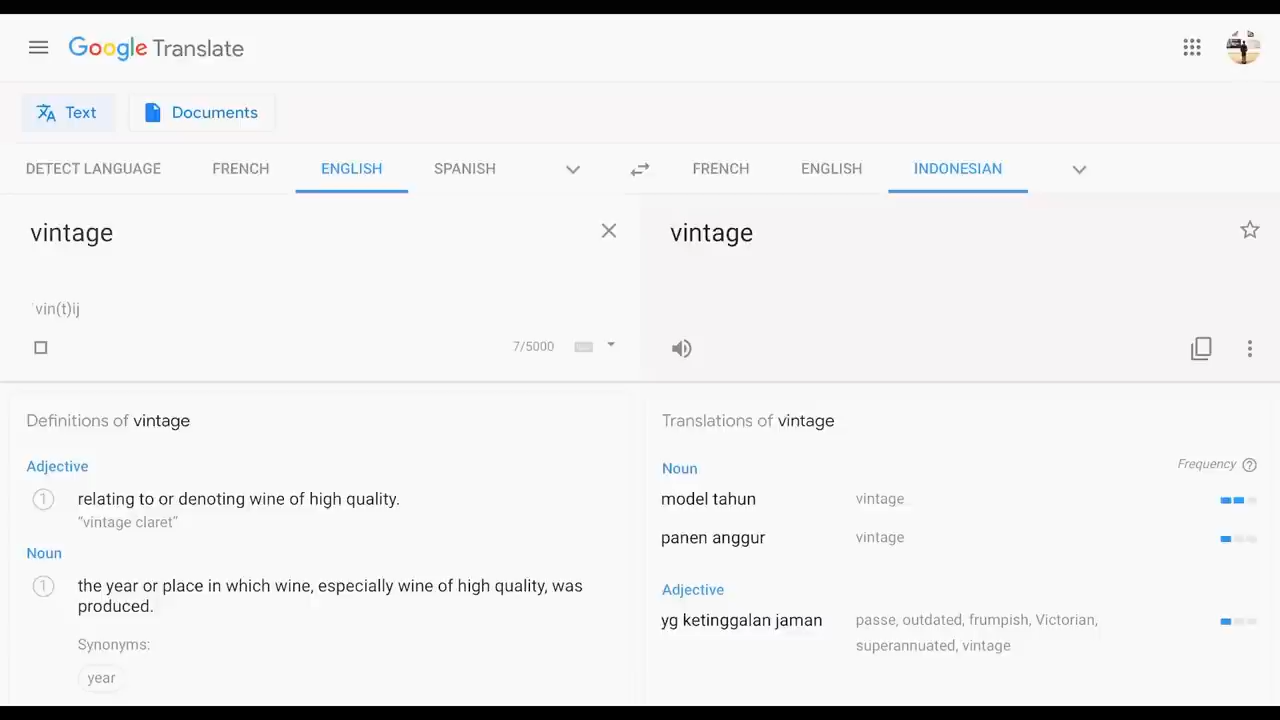 Google Translate
Text
Documents
DETECT LANGUAGE FRENCH ENGLISH SPANISH
FRENCH ENGLISH INDONESIAN
vintage
ˈvin(t)ij
7/5000
vintage
Definitions of vintage
Adjective
1 relating to or denoting wine of high quality.
"vintage claret"
Noun
1 the year or place in which wine, especially wine of high quality, was
produced.
Synonyms:
year
Translations of vintage
Noun Frequency
model tahun vintage
panen anggur vintage
Adjective
yg ketinggalan jaman passe, outdated, frumpish, Victorian,
superannuated, vintage